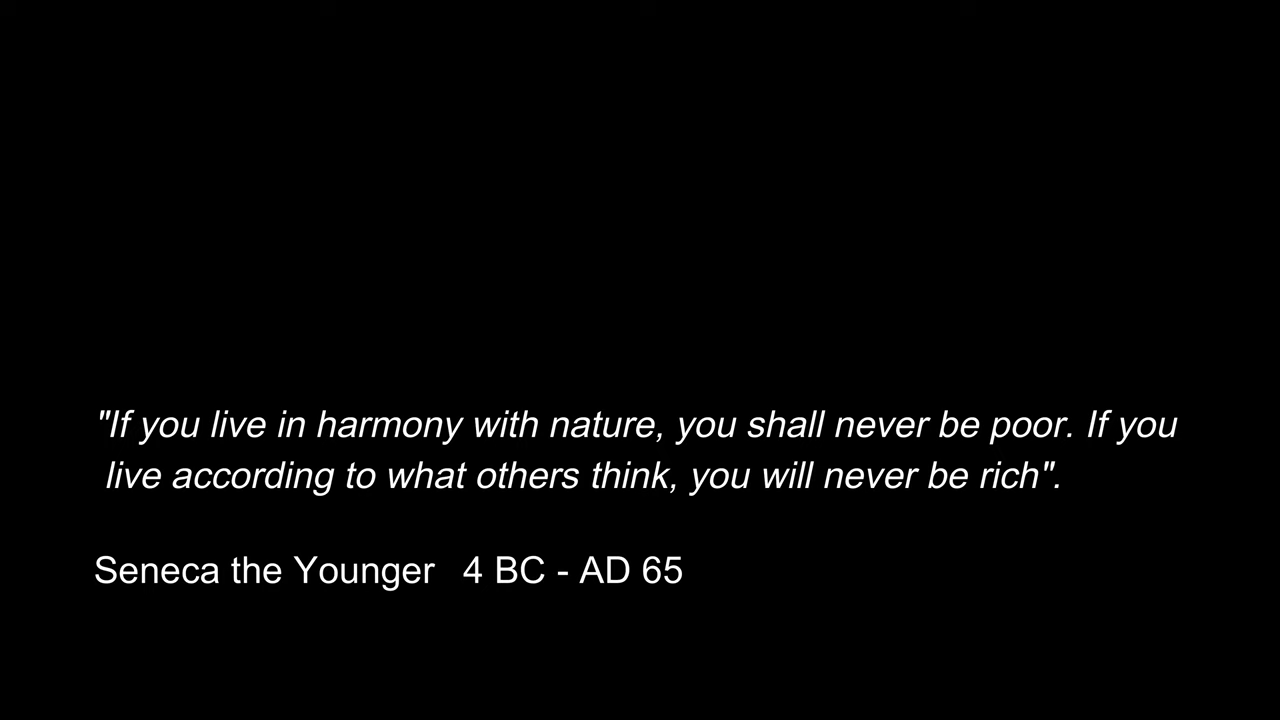 "If you live in harmony with nature, you shall never be poor. If you
live according to what others think, you will never be rich".
Seneca the Younger   4 BC - AD 65